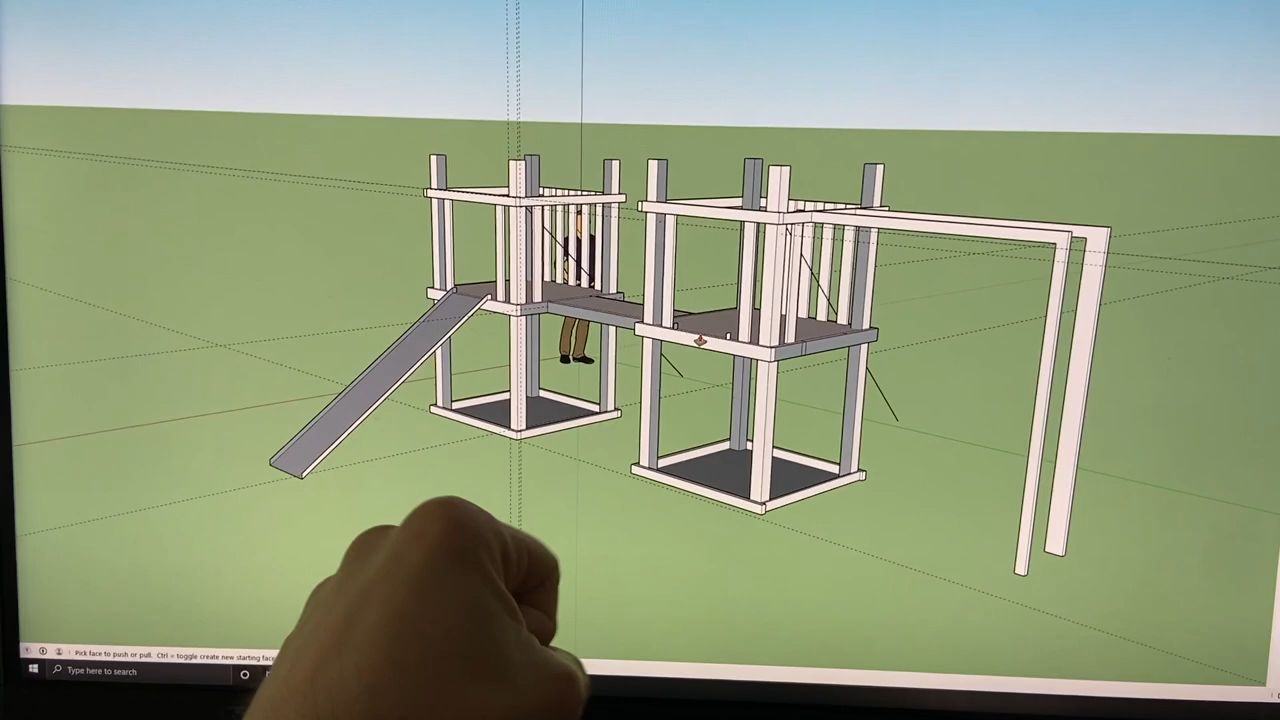 Pick face to push or pull. Ctrl = toggle create new starting face
Type here to search